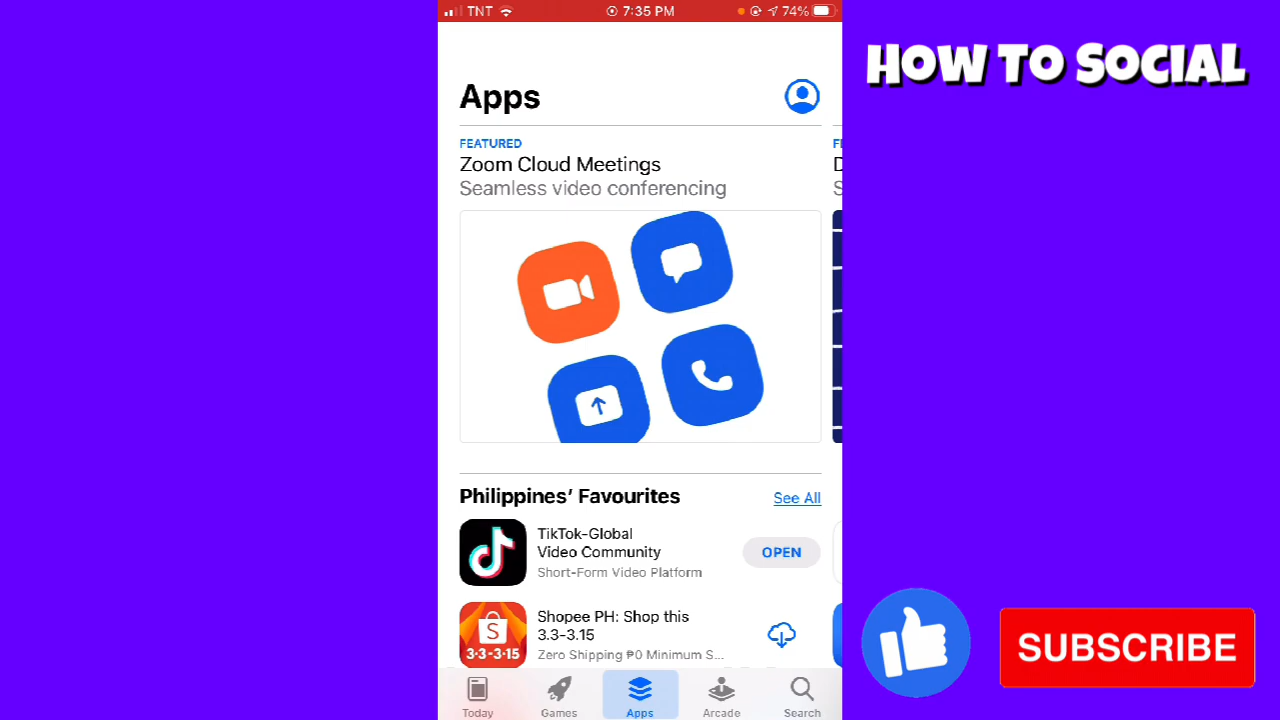 TNT 7:35 PM 74%
HOW TO SOCIAL
Apps
FEATURED
Zoom Cloud Meetings
Seamless video conferencing
Philippines’ Favourites See All
TikTok-Global
Video Community
OPEN
Short-Form Video Platform
Shopee PH: Shop this
3.3-3.15
Zero Shipping ₱0 Minimum S...
3·3-3·15
SUBSCRIBE
Today Games Apps Arcade Search